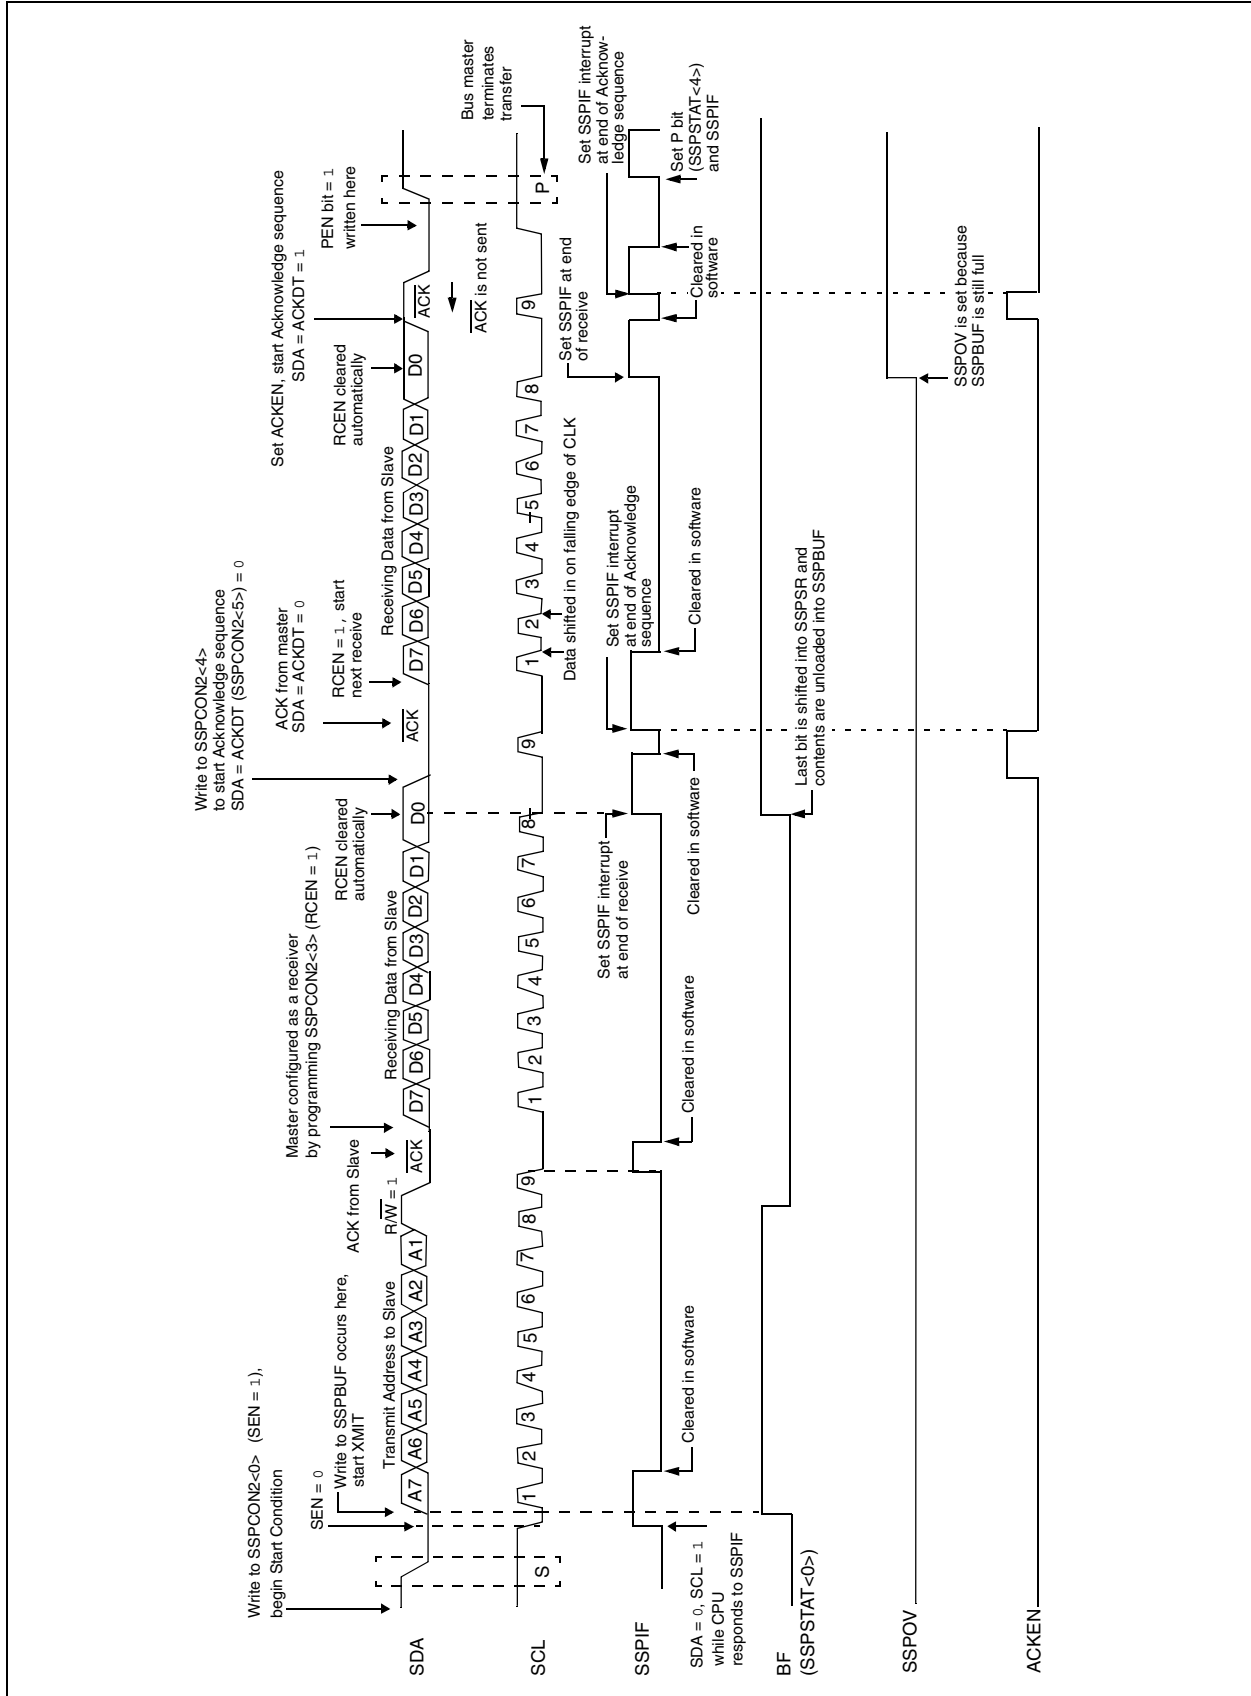 Write to SSPCON2<0> (SEN = 1),
begin Start Condition
SEN = 0
Write to SSPBUF occurs here,
start XMIT
Transmit Address to Slave
ACK from Slave
R/W = 1
Master configured as a receiver
by programming SSPCON2<3> (RCEN = 1)
Receiving Data from Slave
RCEN cleared
automatically
Write to SSPCON2<4>
to start Acknowledge sequence
SDA = ACKDT (SSPCON2<5>) = 0
ACK from master
SDA = ACKDT = 0
RCEN = 1, start
next receive
Receiving Data from Slave
RCEN cleared
automatically
Set ACKEN, start Acknowledge sequence
SDA = ACKDT = 1
PEN bit = 1
written here
SDA
A7 A6 A5 A4 A3 A2 A1
ACK
D7 D6 D5 D4 D3 D2 D1 D0
ACK
D7 D6 D5 D4 D3 D2 D1 D0
ACK
ACK is not sent
Bus master
terminates
transfer
SCL
S
1 2 3 4 5 6 7 8 9
1 2 3 4 5 6 7 8 9
1 2 3 4 5 6 7 8 9
P
Data shifted in on falling edge of CLK
Set SSPIF interrupt
at end of receive
Set SSPIF interrupt
at end of Acknowledge
sequence
Set SSPIF at end
of receive
Set SSPIF interrupt
at end of Acknow-
ledge sequence
SSPIF
SDA = 0, SCL = 1
while CPU
responds to SSPIF
Cleared in software
Cleared in software
Cleared in software
Cleared in software
Cleared in
software
Set P bit
(SSPSTAT<4>)
and SSPIF
BF
(SSPSTAT<0>)
Last bit is shifted into SSPSR and
contents are unloaded into SSPBUF
SSPOV
SSPOV is set because
SSPBUF is still full
ACKEN